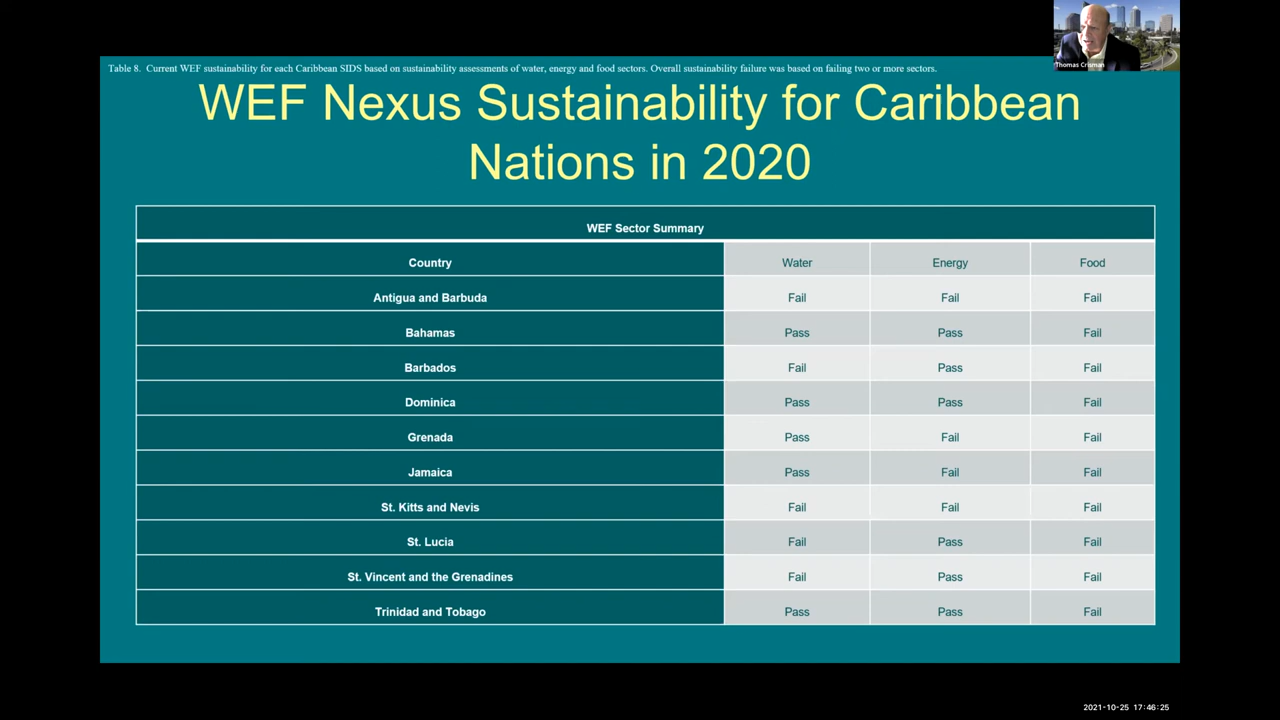 Thomas Crisman
Table 8. Current WEF sustainability for each Caribbean SIDS based on sustainability assessments of water, energy and food sectors. Overall sustainability failure was based on failing two or more sectors.
WEF Nexus Sustainability for Caribbean
Nations in 2020
WEF Sector Summary
Country Water Energy Food
Antigua and Barbuda Fail Fail Fail
Bahamas Pass Pass Fail
Barbados Fail Pass Fail
Dominica Pass Pass Fail
Grenada Pass Fail Fail
Jamaica Pass Fail Fail
St. Kitts and Nevis Fail Fail Fail
St. Lucia Fail Pass Fail
St. Vincent and the Grenadines Fail Pass Fail
Trinidad and Tobago Pass Pass Fail
2021-10-25 17:46:25